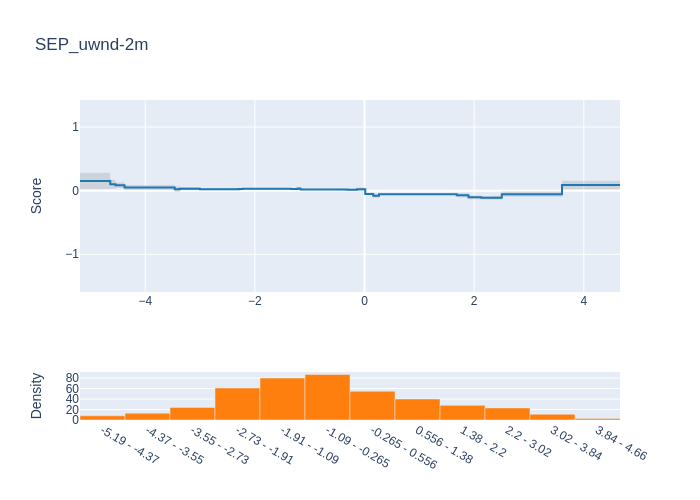 SEP_uwnd-2m
Score
1
0
−1
−4
−2
0
2
4
Density
80
60
40
20
0
-5.19 - -4.37
-4.37 - -3.55
-3.55 - -2.73
-2.73 - -1.91
-1.91 - -1.09
-1.09 - -0.265
-0.265 - 0.556
0.556 - 1.38
1.38 - 2.2
2.2 - 3.02
3.02 - 3.84
3.84 - 4.66